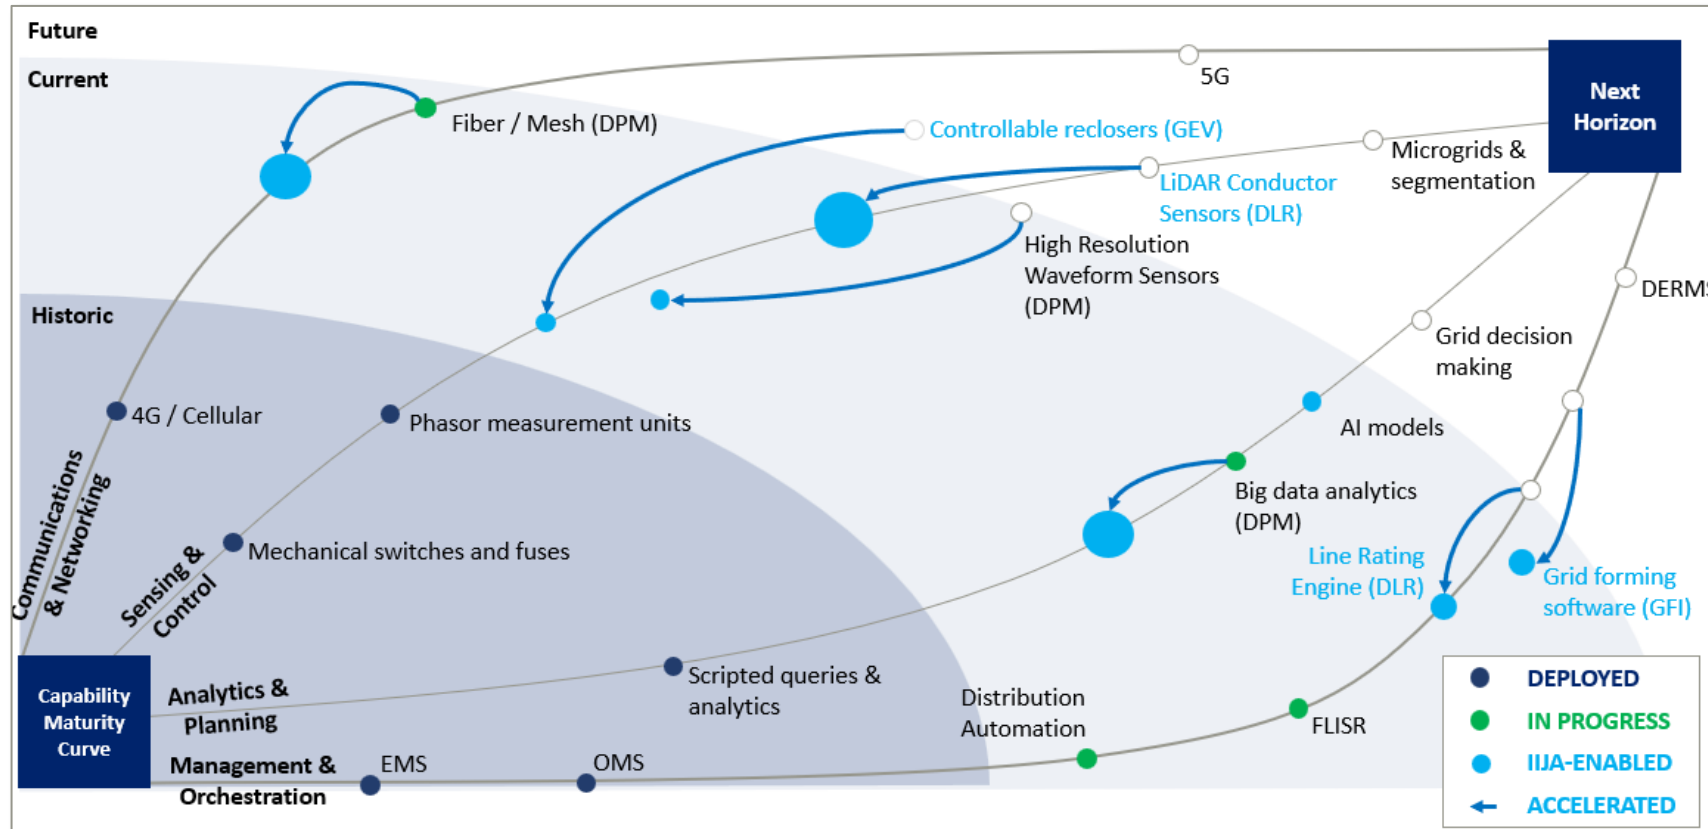 Future
Current
Historic
Next
Horizon
5G
Fiber / Mesh (DPM)
Controllable reclosers (GEV)
Microgrids &
segmentation
LiDAR Conductor
Sensors (DLR)
High Resolution
Waveform Sensors
(DPM)
DERMS
Grid decision
making
4G / Cellular
Phasor measurement units
AI models
Big data analytics
(DPM)
Mechanical switches and fuses
Line Rating
Engine (DLR)
Grid forming
software (GFI)
Communications
& Networking
Sensing &
Control
Scripted queries &
analytics
Analytics &
Planning
Distribution
Automation
FLISR
Capability
Maturity
Curve
Management &
Orchestration
EMS
OMS
DEPLOYED
IN PROGRESS
IIJA-ENABLED
ACCELERATED